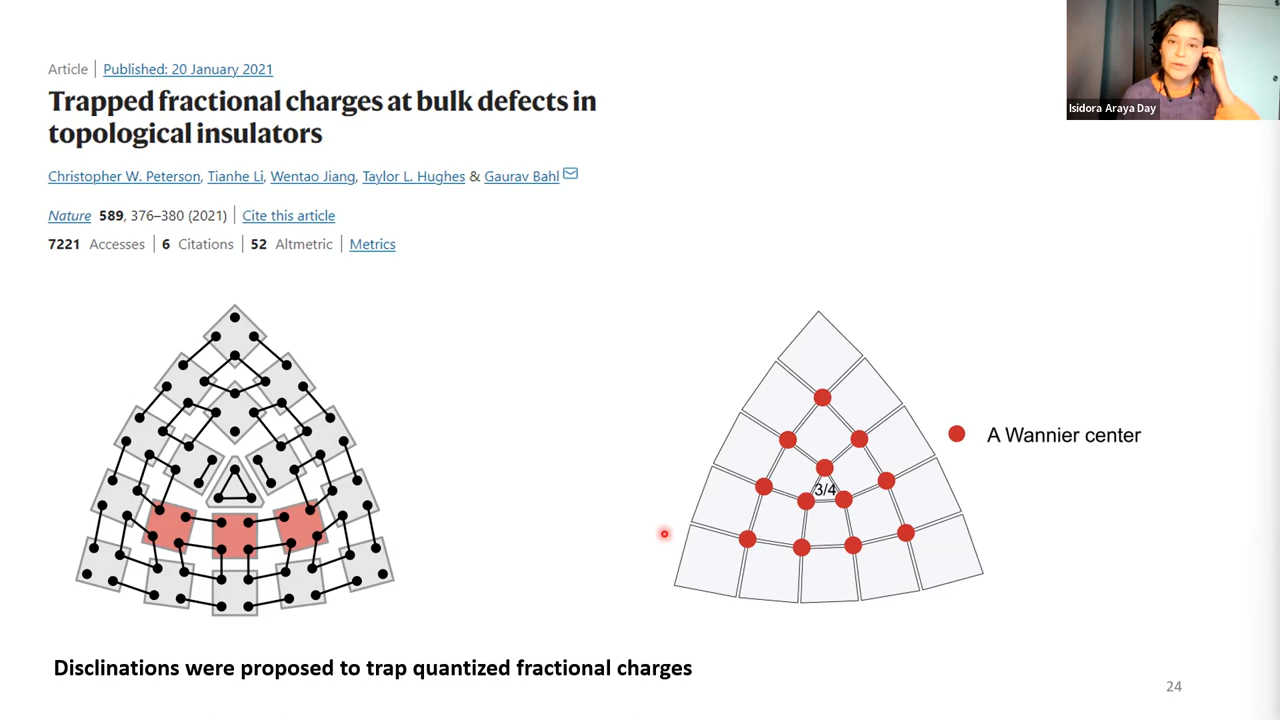 Isidora Araya Day
Article | Published: 20 January 2021
Trapped fractional charges at bulk defects in
topological insulators
Christopher W. Peterson, Tianhe Li, Wentao Jiang, Taylor L. Hughes & Gaurav Bahl
Nature 589, 376–380 (2021) | Cite this article
7221 Accesses | 6 Citations | 52 Altmetric | Metrics
A Wannier center
3/4
Disclinations were proposed to trap quantized fractional charges
24